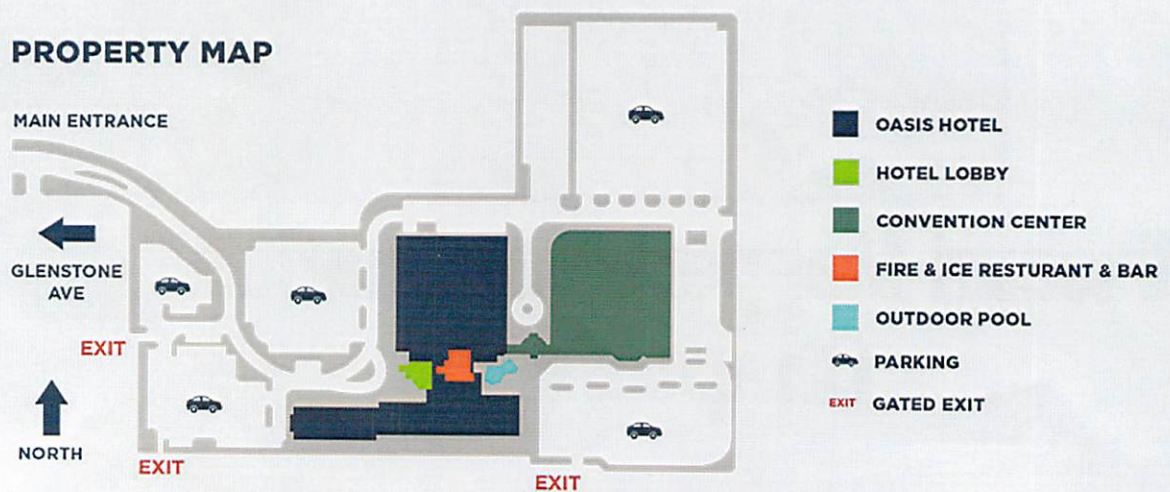 PROPERTY MAP
MAIN ENTRANCE
GLENSTONE
AVE
EXIT
NORTH
EXIT
EXIT
OASIS HOTEL
HOTEL LOBBY
CONVENTION CENTER
FIRE & ICE RESTURANT & BAR
OUTDOOR POOL
PARKING
EXIT GATED EXIT